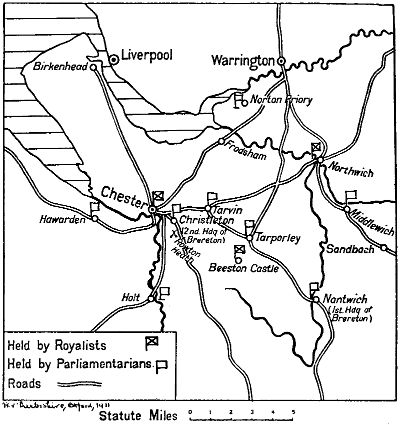 Liverpool
Warrington
Birkenhead
Norton Priory
Frodsham
Northwich
Chester
Christleton
Tarvin
Middlewich
Hawarden
(2nd. Hdq of
Brereton)
Tarporley
Sandbach
Rowton
Heath
Beeston Castle
Holt
Nantwich
(1st. Hdq of
Brereton)
Held by Royalists
Held by Parliamentarians
Roads
Oxford, 1911
Statute Miles
0 1 2 3 4 5